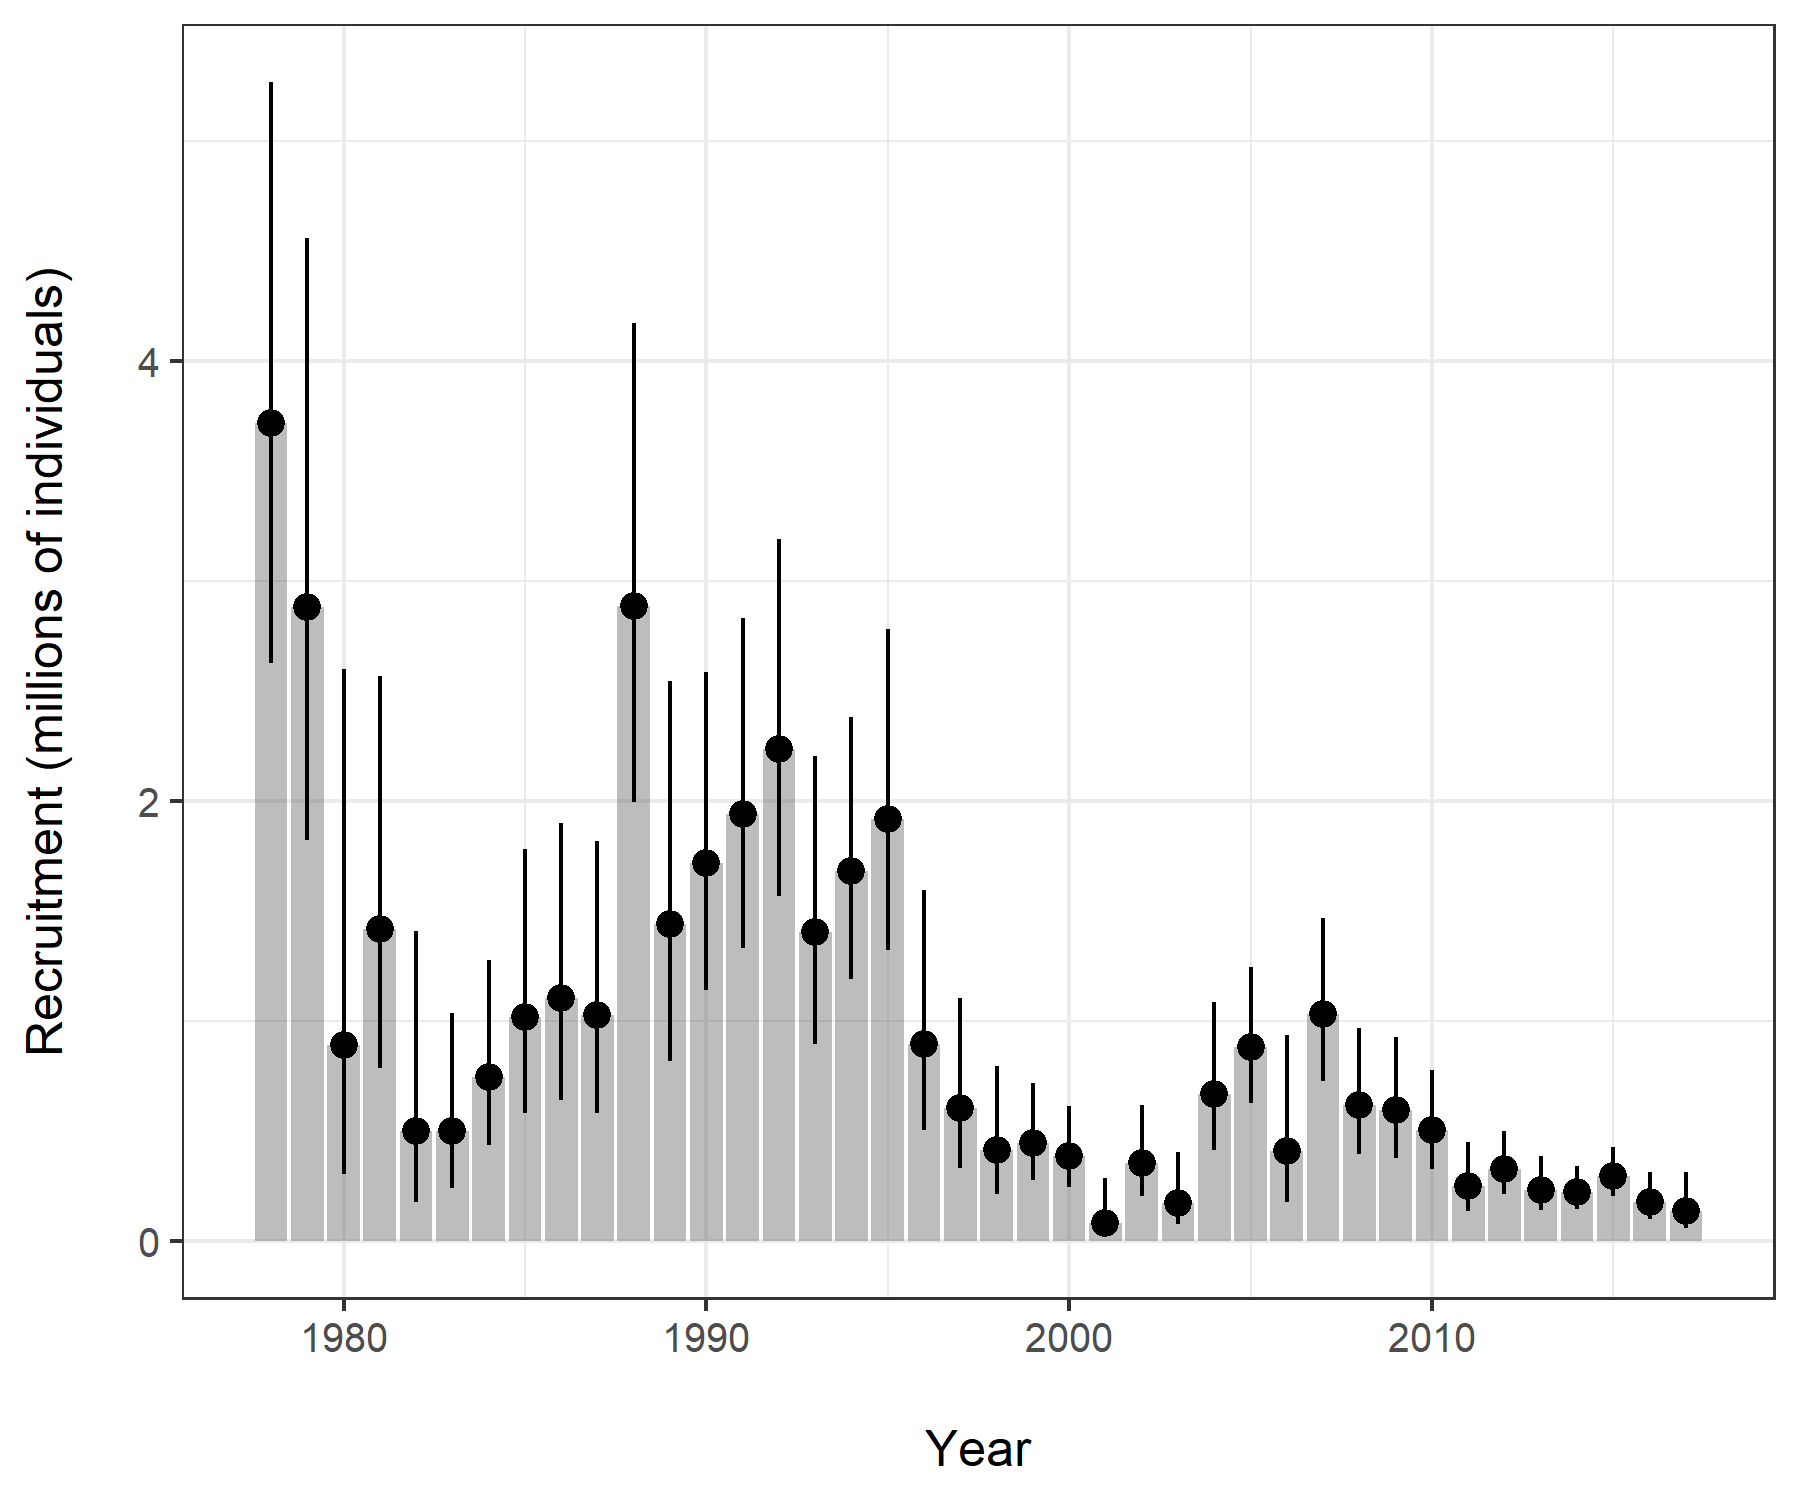 Recruitment (millions of individuals)
4
2
0
1980 1990 2000 2010
Year